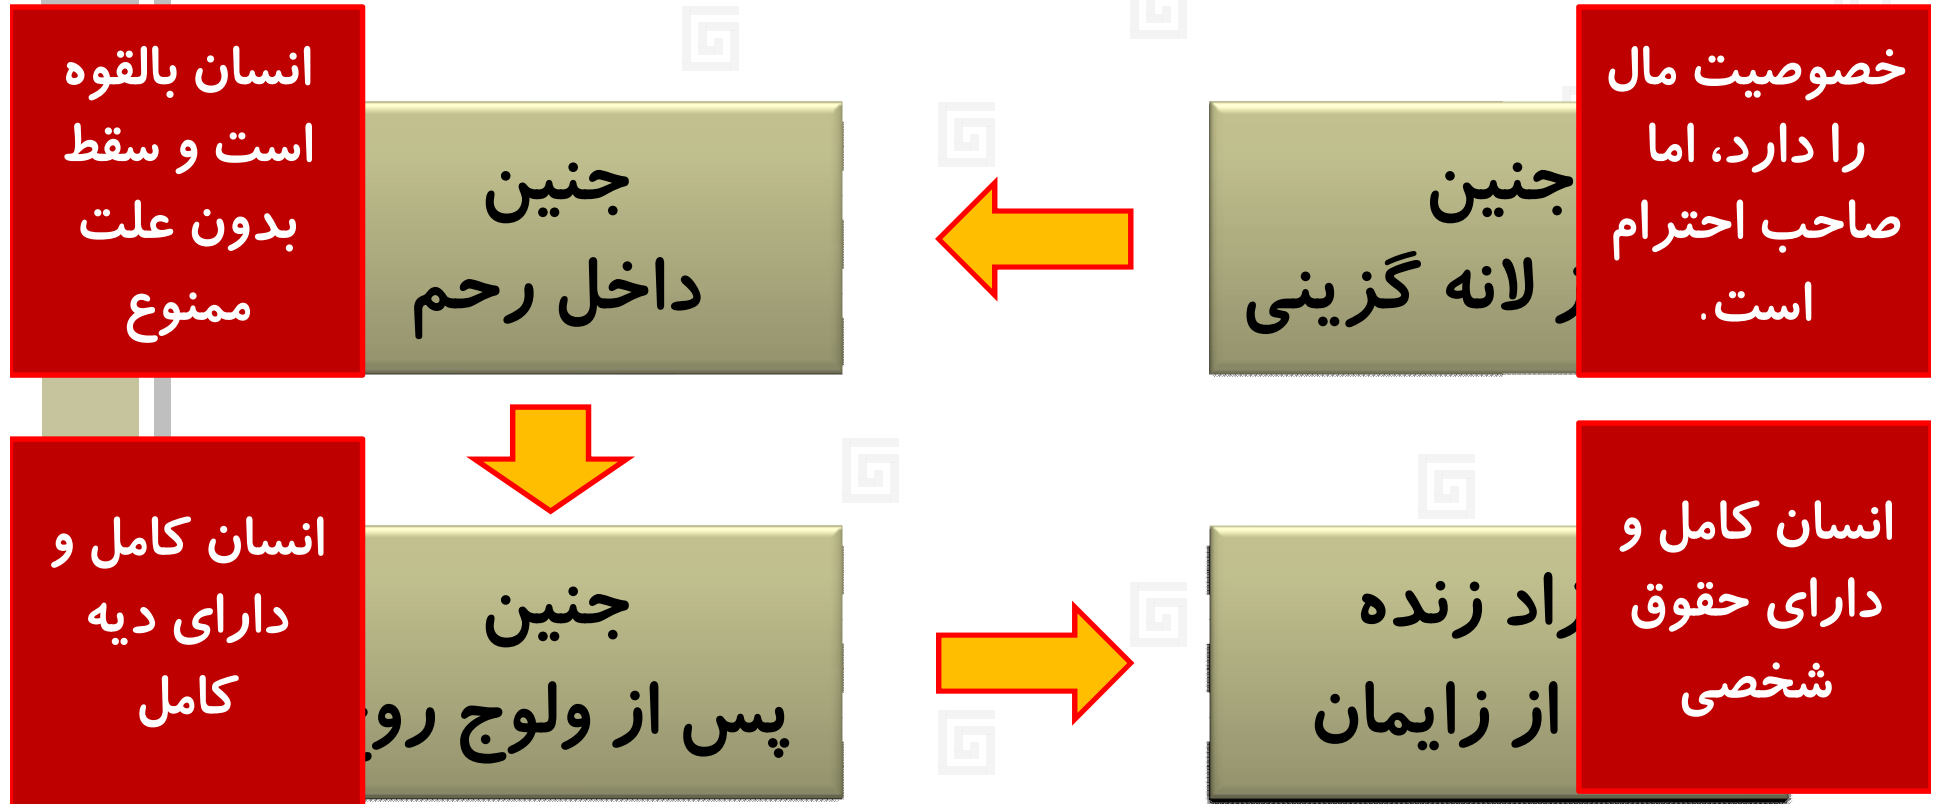 خصوصیت مال
را دارد، اما
صاحب احترام
است.
جنین
لانه گزینی
جنین
داخل رحم
انسان بالقوه
است و سقط
بدون علت
ممنوع
جنین
پس از ولوج
انسان کامل و
دارای دیه
کامل
زنده
از زایمان
انسان کامل و
دارای حقوق
شخصی